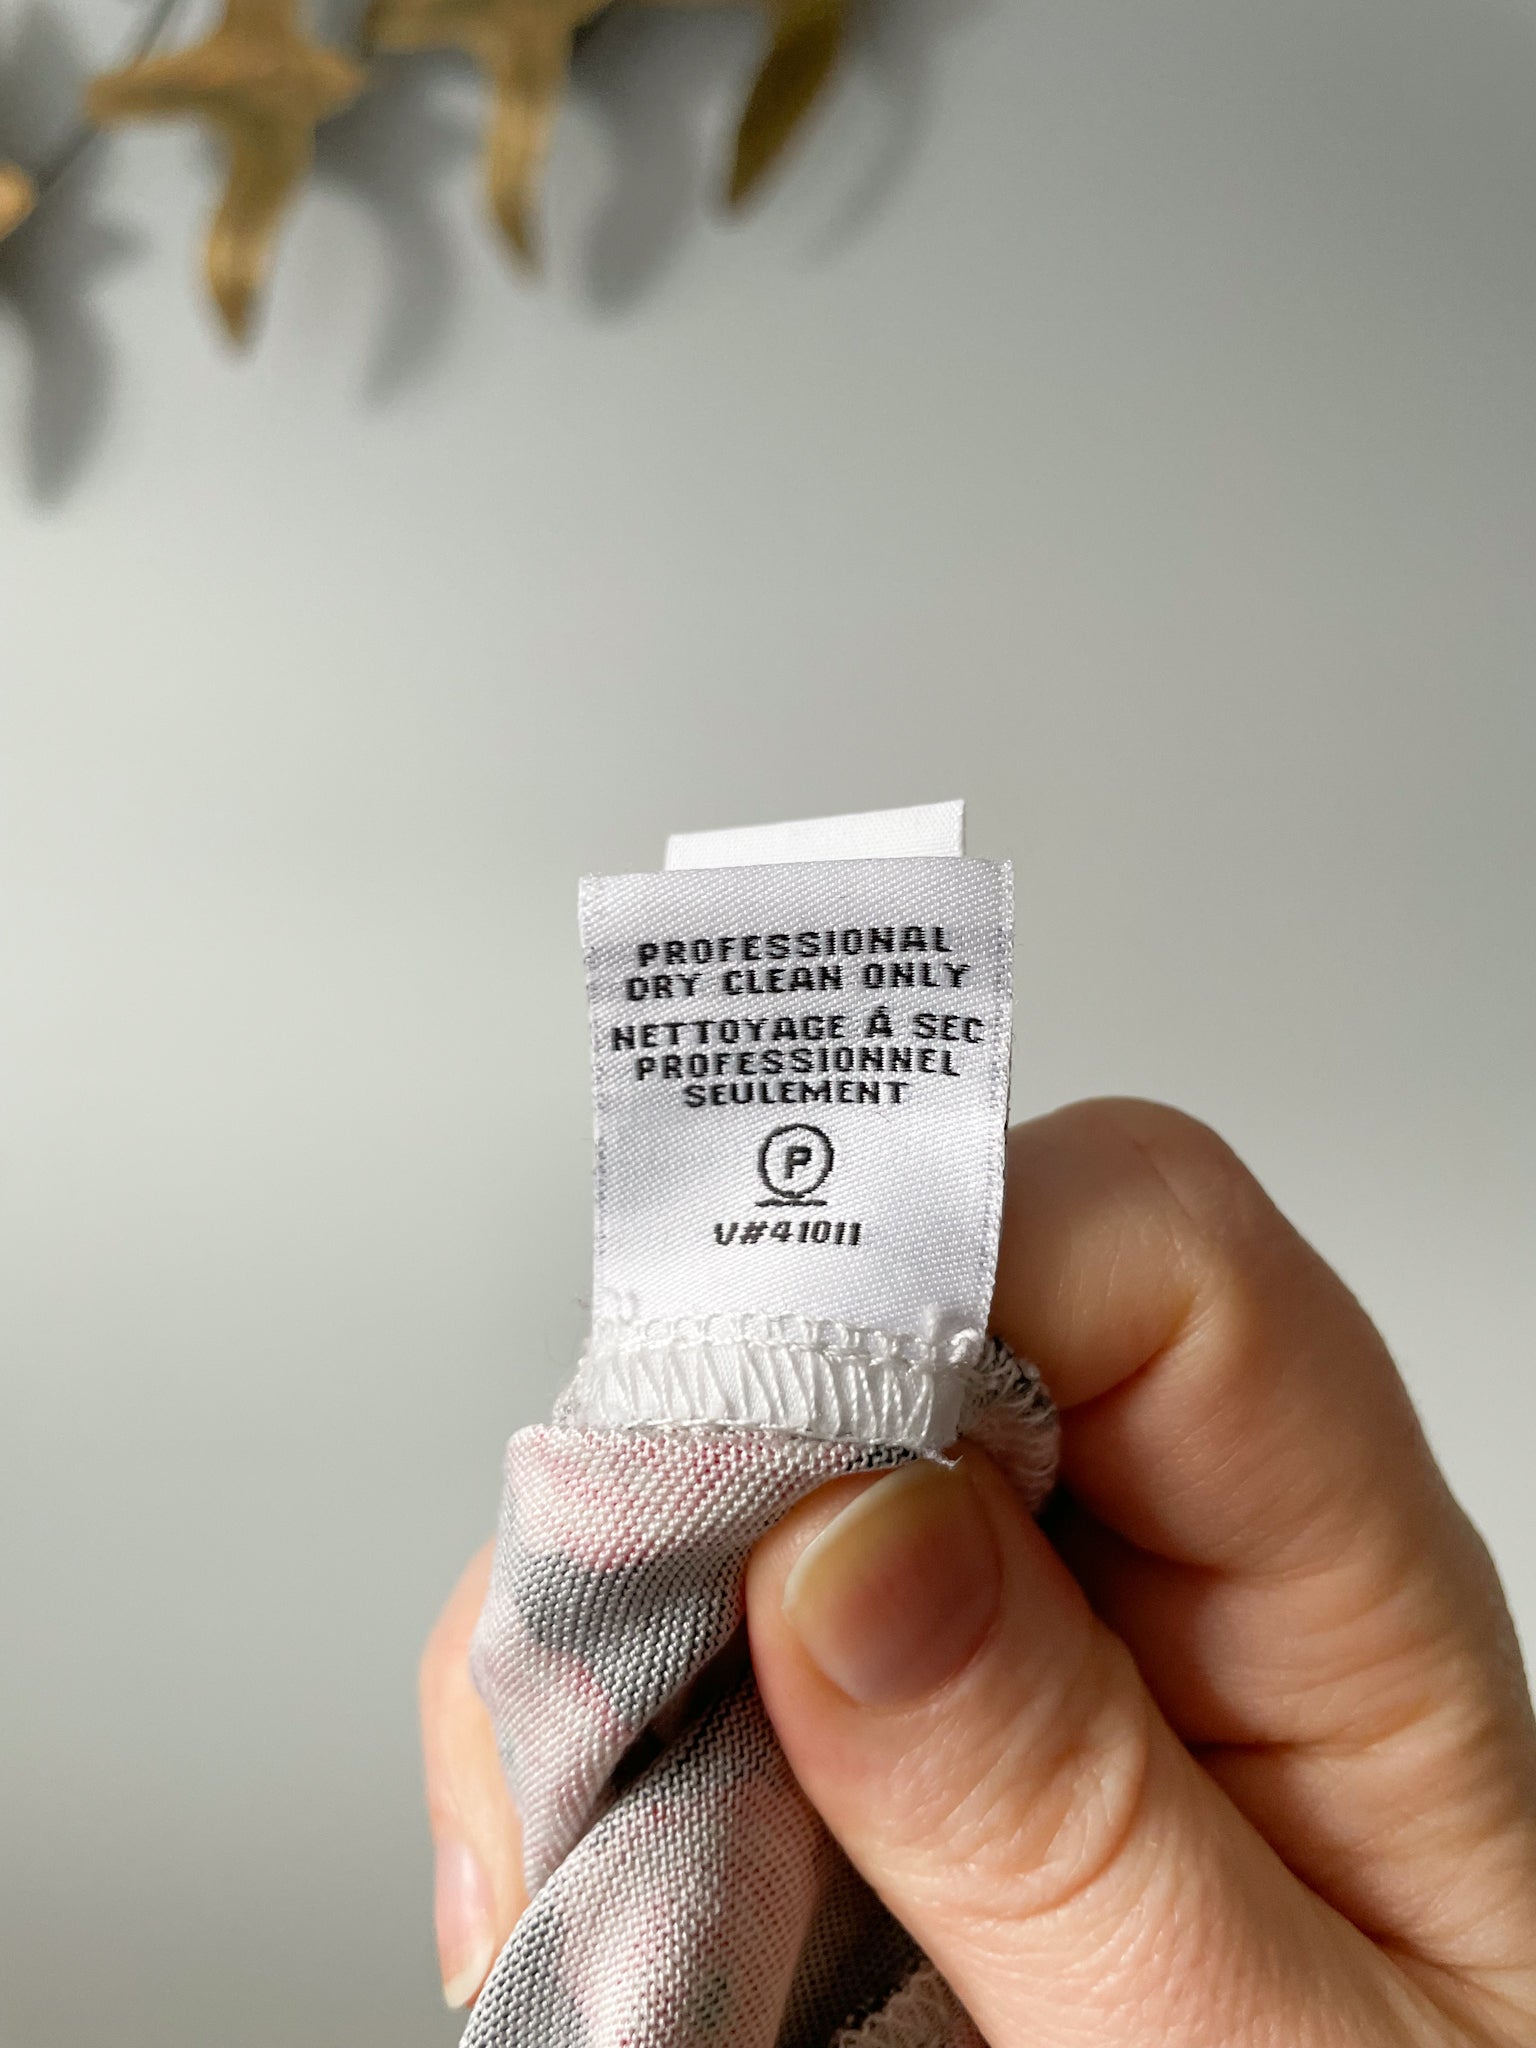 PROFESSIONAL
DRY CLEAN ONLY
NETTOYAGE À SEC
PROFESSIONNEL
SEULEMENT
P
V#41011